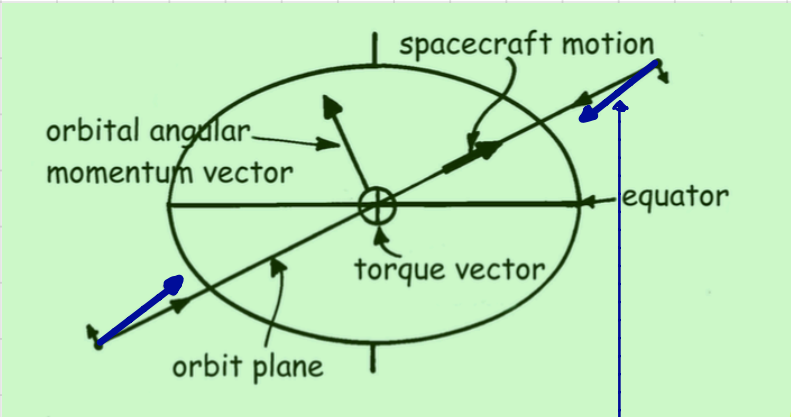 spacecraft motion
orbital angular
momentum vector
equator
torque vector
orbit plane